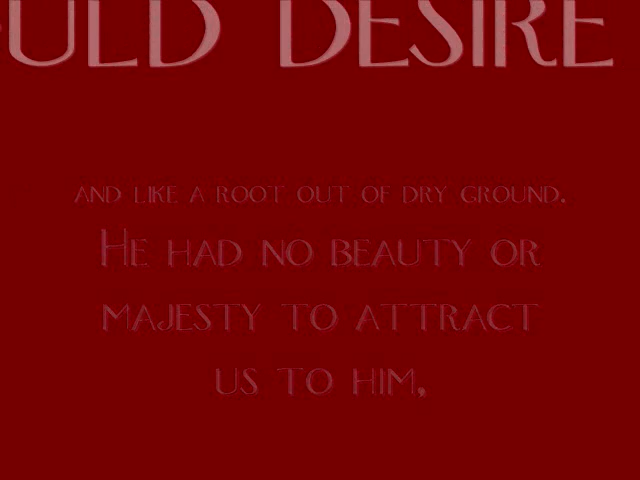 ULD DESIRE
AND LIKE A ROOT OUT OF DRY GROUND.
HE HAD NO BEAUTY OR
MAJESTY TO ATTRACT
US TO HIM,